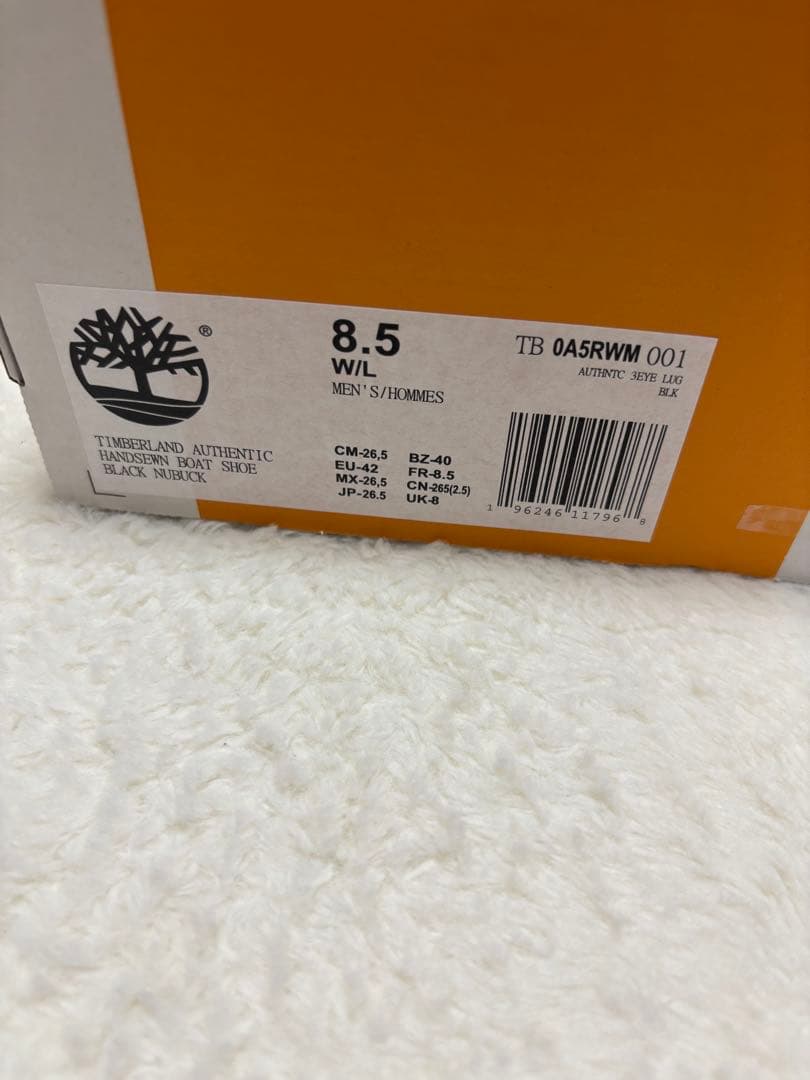 ®
8.5
W/L
MEN'S/HOMMES
TB 0A5RWM 001
AUTHNTC 3EYE LUG
BLK
TIMBERLAND AUTHENTIC
HANDSEWN BOAT SHOE
BLACK NUBUCK
CM-26,5 BZ-40
EU-42 FR-8.5
MX-26,5 CN-265(2.5)
JP-26.5 UK-8
1 96246 11796 8